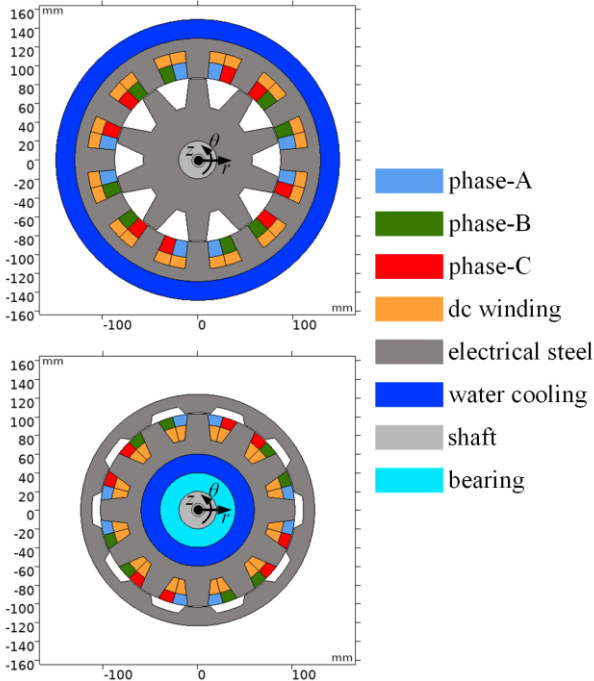 mm
160
140
120
100
80
60
40
20
0
-20
-40
-60
-80
-100
-120
-140
-160
z
θ
r
mm
-100 0 100
phase-A
phase-B
phase-C
dc winding
electrical steel
water cooling
shaft
bearing
mm
160
140
120
100
80
60
40
20
0
-20
-40
-60
-80
-100
-120
-140
-160
z
θ
r
mm
-100 0 100